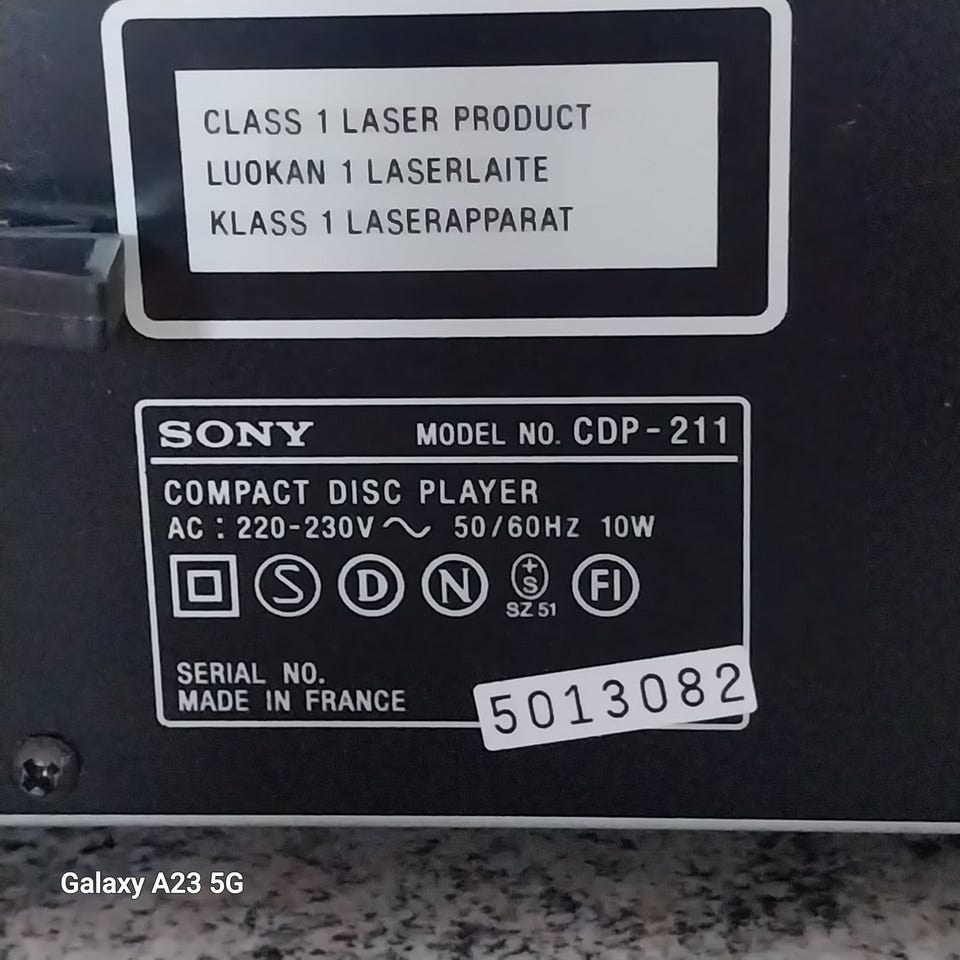 CLASS 1 LASER PRODUCT
LUOKAN 1 LASERLAITE
KLASS 1 LASERAPPARAT
SONY MODEL NO. CDP-211
COMPACT DISC PLAYER
AC : 220-230V ~ 50/60Hz 10W
S D N +S FI
SZ 51
SERIAL NO.
MADE IN FRANCE 5013082
Galaxy A23 5G